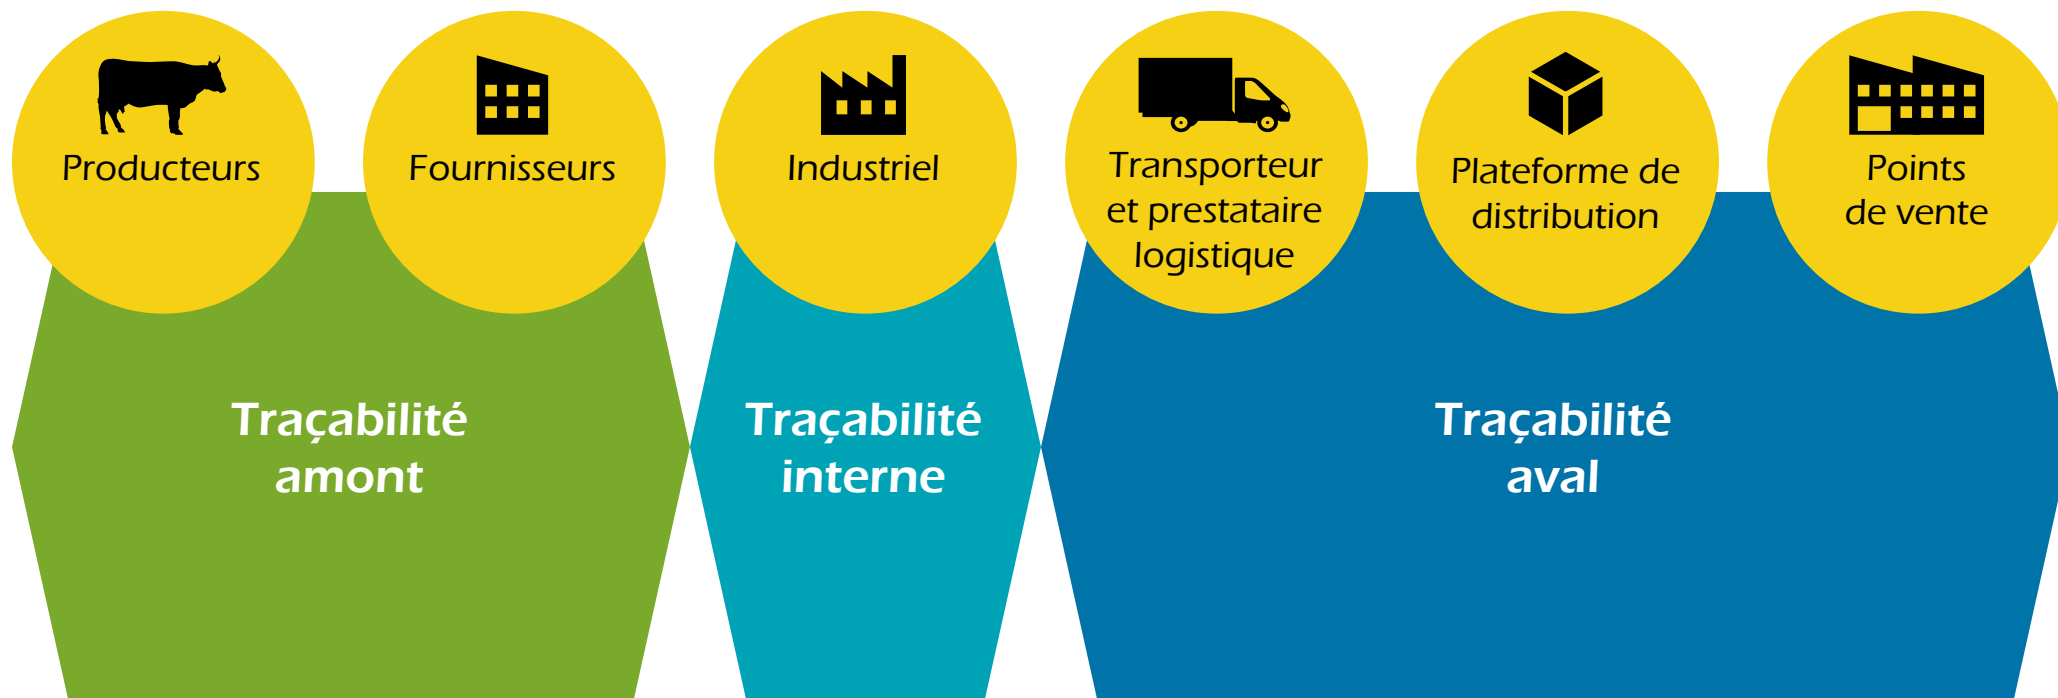 Producteurs
Fournisseurs
Industriel
Transporteur
et prestataire
logistique
Plateforme de
distribution
Points
de vente
Traçabilité
amont
Traçabilité
interne
Traçabilité
aval